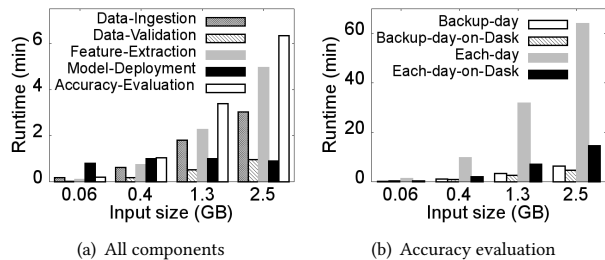 Runtime (min)
6
4
2
0
Data-Ingestion
Data-Validation
Feature-Extraction
Model-Deployment
Accuracy-Evaluation
0.06 0.4 1.3 2.5
Input size (GB)
(a) All components
Runtime (min)
60
40
20
0
Backup-day
Backup-day-on-Dask
Each-day
Each-day-on-Dask
0.06 0.4 1.3 2.5
Input size (GB)
(b) Accuracy evaluation